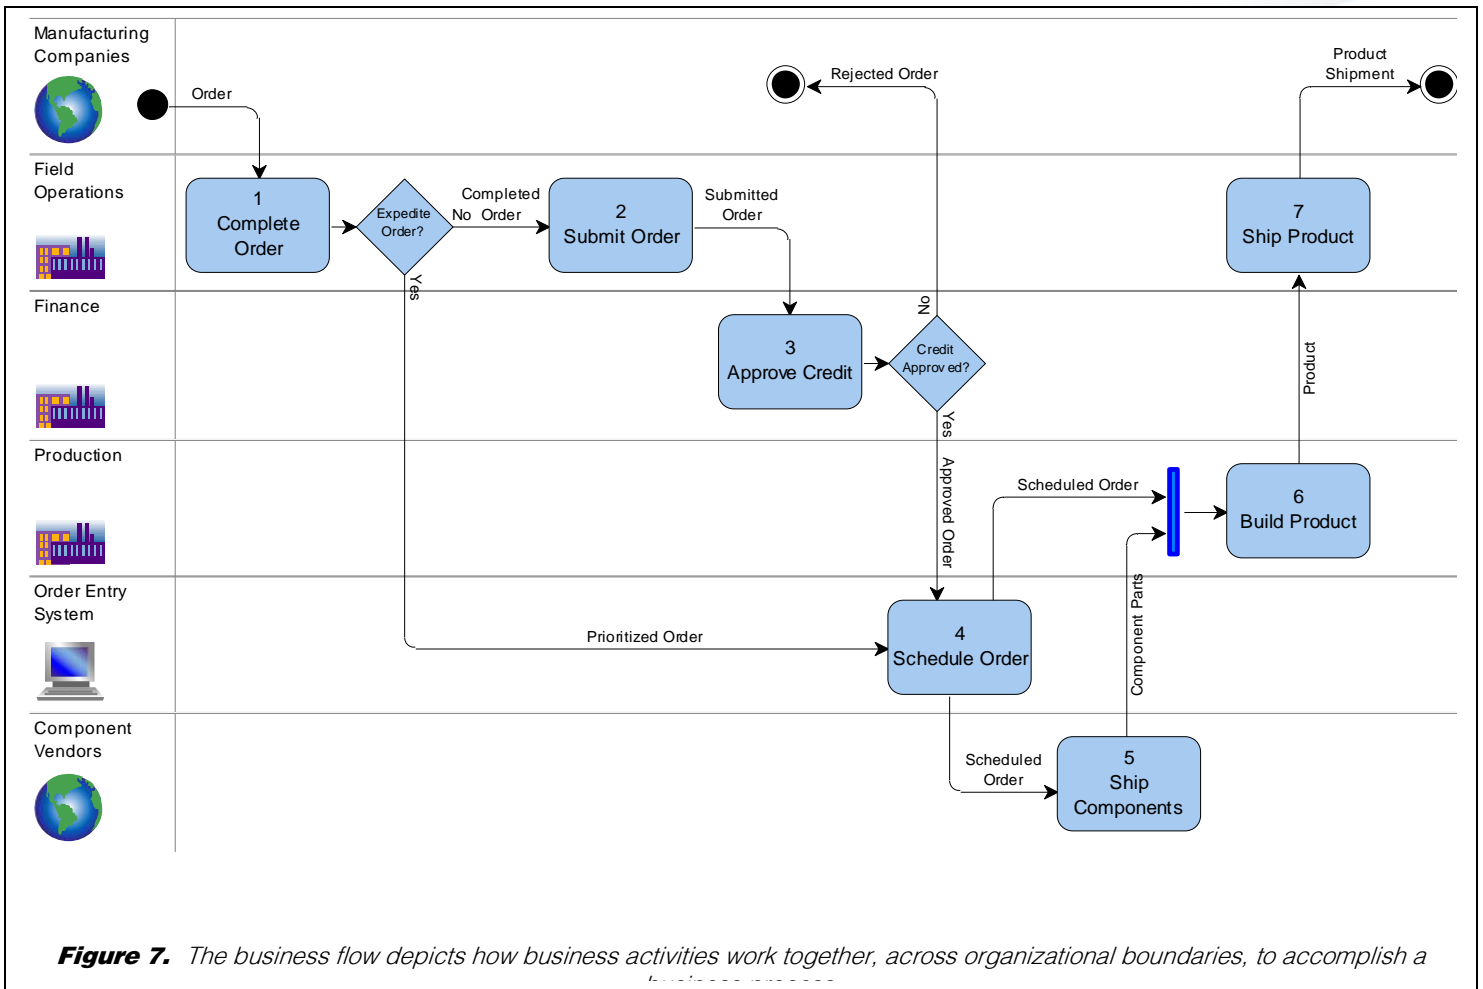 Manufacturing
Companies
Order
Rejected Order
Product
Shipment
Field
Operations
1
Complete
Order
Expedite
Order?
Completed
No Order
2
Submit Order
Submitted
Order
7
Ship Product
Yes
Finance
3
Approve Credit
No
Credit
Approved?
Yes
Product
Production
Approved Order
Scheduled Order
6
Build Product
Order Entry
System
Prioritized Order
4
Schedule Order
Component Parts
Component
Vendors
Scheduled
Order
5
Ship
Components
Figure 7. The business flow depicts how business activities work together, across organizational boundaries, to accomplish a
business process